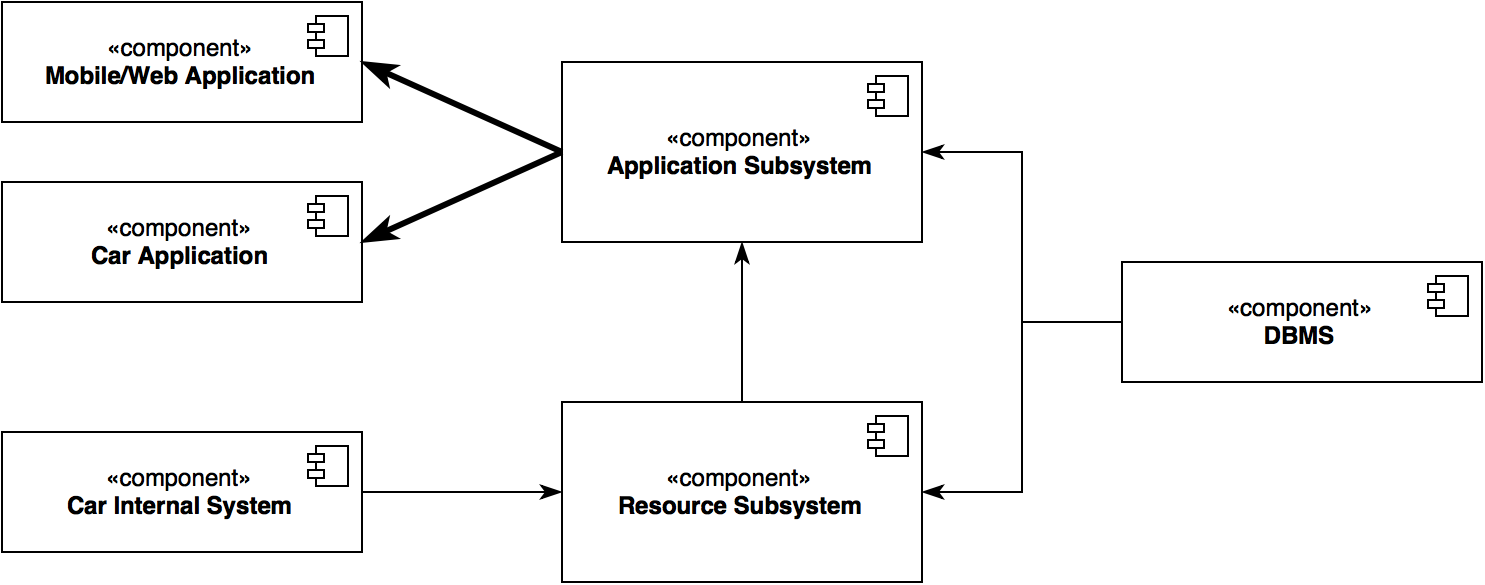 «component»
Mobile/Web Application
«component»
Application Subsystem
«component»
Car Application
«component»
DBMS
«component»
Car Internal System
«component»
Resource Subsystem